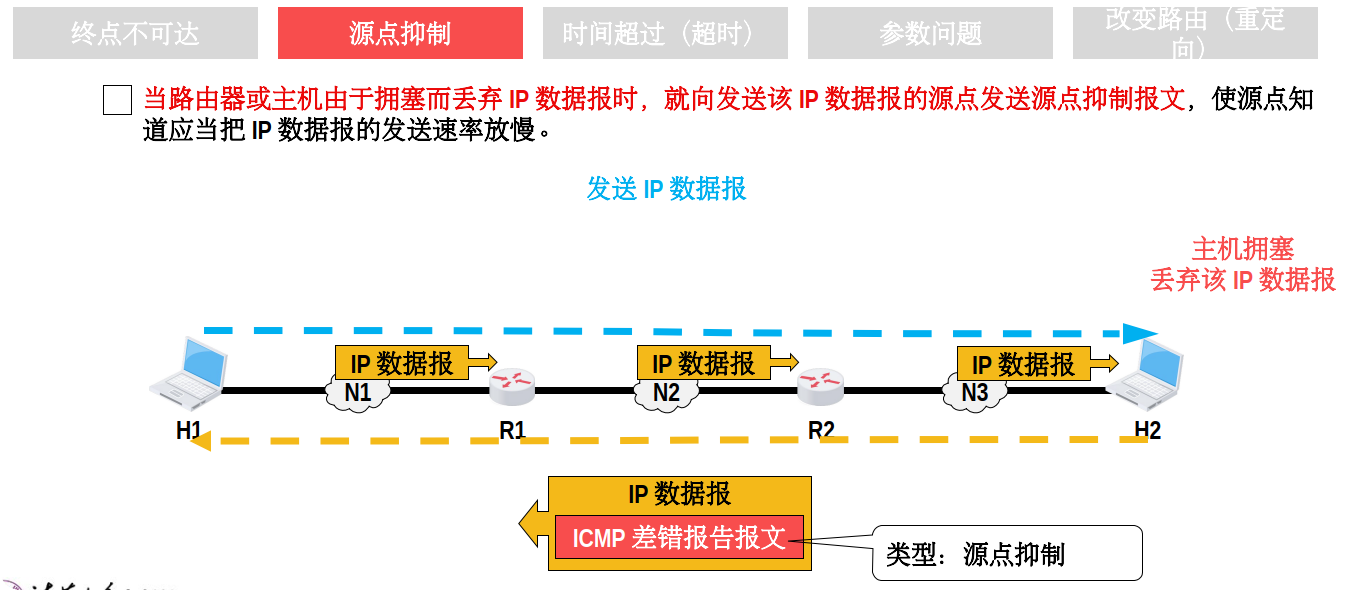 终点不可达
源点抑制
时间超过（超时）
参数问题
改变路由（重定
向）
当路由器或主机由于拥塞而丢弃 IP 数据报时，就向发送该 IP 数据报的源点发送源点抑制报文，使源点知
道应当把 IP 数据报的发送速率放慢。
发送 IP 数据报
主机拥塞
丢弃该 IP 数据报
IP 数据报
IP 数据报
IP 数据报
N1
N2
N3
H1
R1
R2
H2
IP 数据报
ICMP 差错报告报文
类型：源点抑制